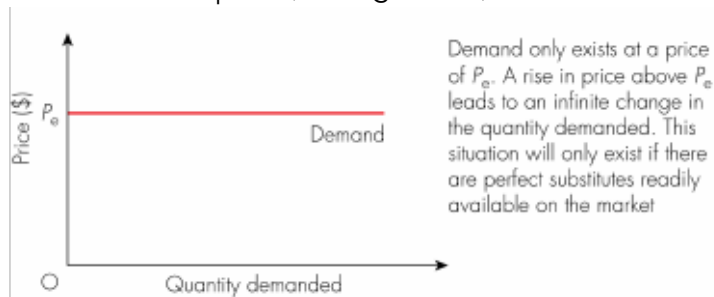 Demand only exists at a price
of Pe. A rise in price above Pe
leads to an infinite change in
the quantity demanded. This
situation will only exist if there
are perfect substitutes readily
available on the market
Price ($)
Pe
Demand
O
Quantity demanded